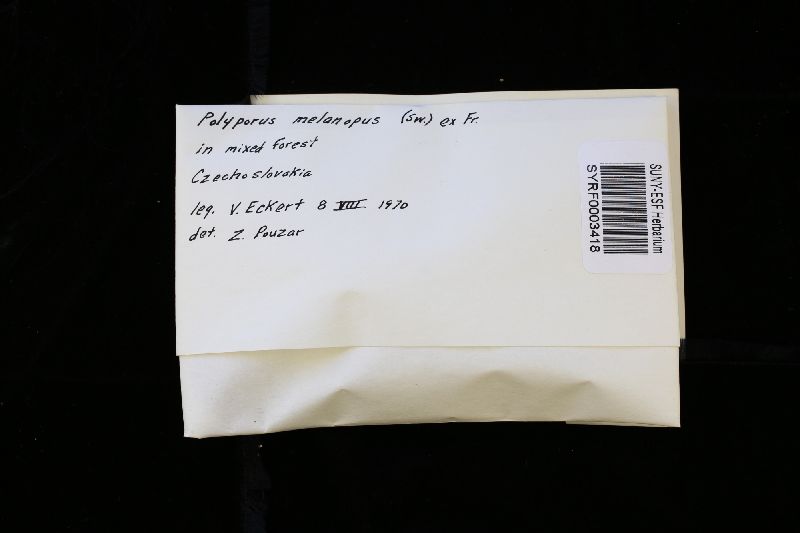 Polyporus melanopus (Sw.) ex Fr.
in mixed forest
Czechoslovakia
leg. V. Eckert 8 VIII 1970
det. Z. Pouzar
SUNY-ESF Herbarium
SYRF0003418